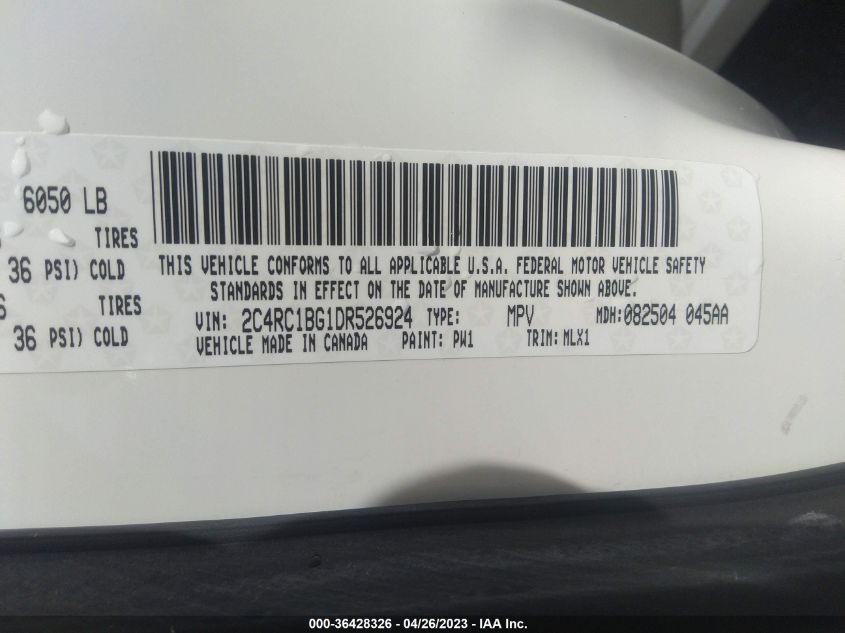 6050 LB
TIRES
36 PSI) COLD
TIRES
36 PSI) COLD
THIS VEHICLE CONFORMS TO ALL APPLICABLE U.S.A. FEDERAL MOTOR VEHICLE SAFETY
STANDARDS IN EFFECT ON THE DATE OF MANUFACTURE SHOWN ABOVE.
VIN: 2C4RC1BG1DR526924 TYPE: MPV MDH:082504 045AA
VEHICLE MADE IN CANADA PAINT: PW1 TRIM: MLX1
000-36428326 - 04/26/2023 - IAA Inc.